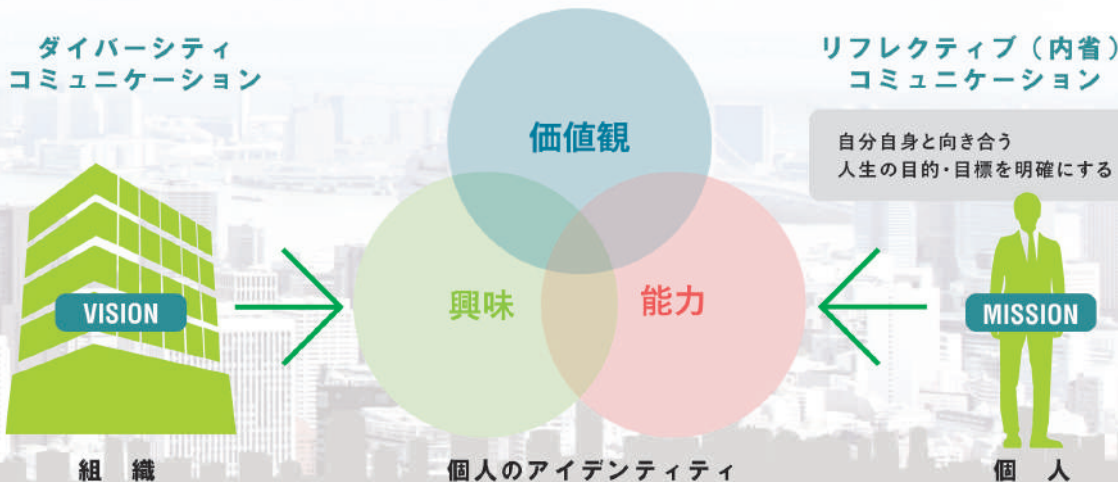 ダイバーシティ
コミュニケーション
リフレクティブ（内省）
コミュニケーション
自分自身と向き合う
人生の目的・目標を明確にする
価値観
興味
能力
VISION
MISSION
組　織
個人のアイデンティティ
個　人